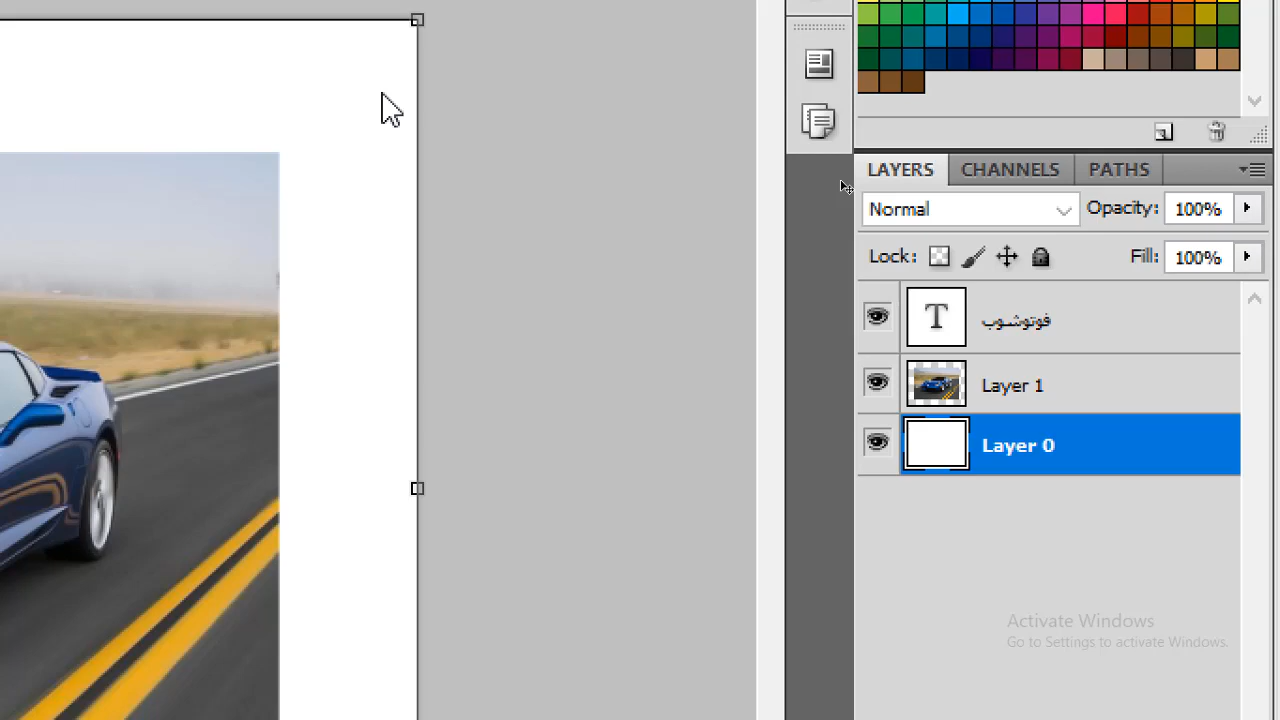 LAYERS CHANNELS PATHS
Normal Opacity: 100%
Lock: Fill: 100%
T فوتوشوب
Layer 1
Layer 0
Activate Windows
Go to Settings to activate Windows.